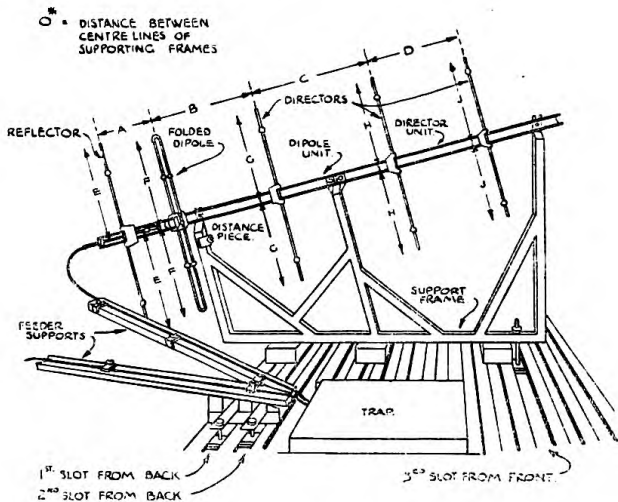 O* = DISTANCE BETWEEN
CENTRE LINES OF
SUPPORTING FRAMES
A
B
C
D
REFLECTOR
FOLDED
DIPOLE
DIRECTORS
DIPOLE
UNIT.
DIRECTOR
UNIT.
E
F
G
H
J
E
F
G
H
J
DISTANCE
PIECE.
SUPPORT
FRAME
FEEDER
SUPPORTS
TRAP.
1ST. SLOT FROM BACK
2ND SLOT FROM BACK
3RD SLOT FROM FRONT.